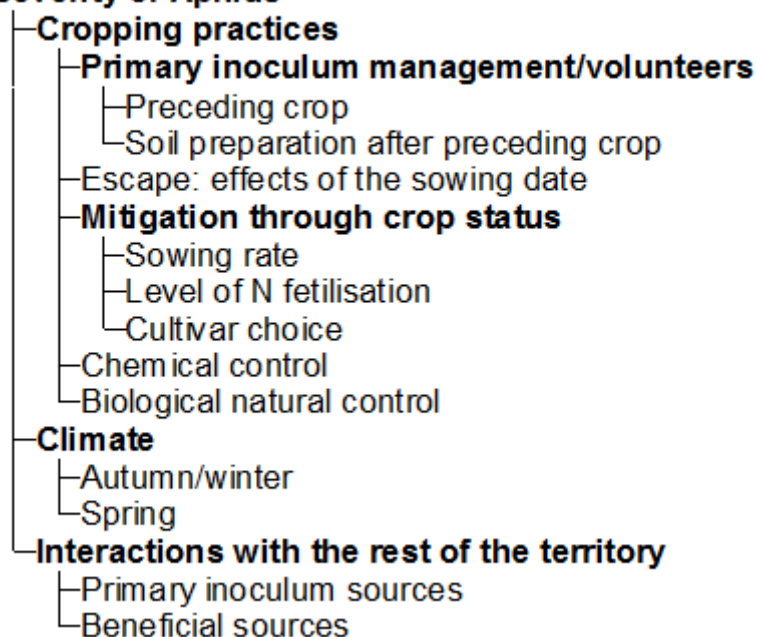 Cropping practices
Primary inoculum management/volunteers
Preceding crop
Soil preparation after preceding crop
Escape: effects of the sowing date
Mitigation through crop status
Sowing rate
Level of N fetilisation
Cultivar choice
Chemical control
Biological natural control
Climate
Autumn/winter
Spring
Interactions with the rest of the territory
Primary inoculum sources
Beneficial sources